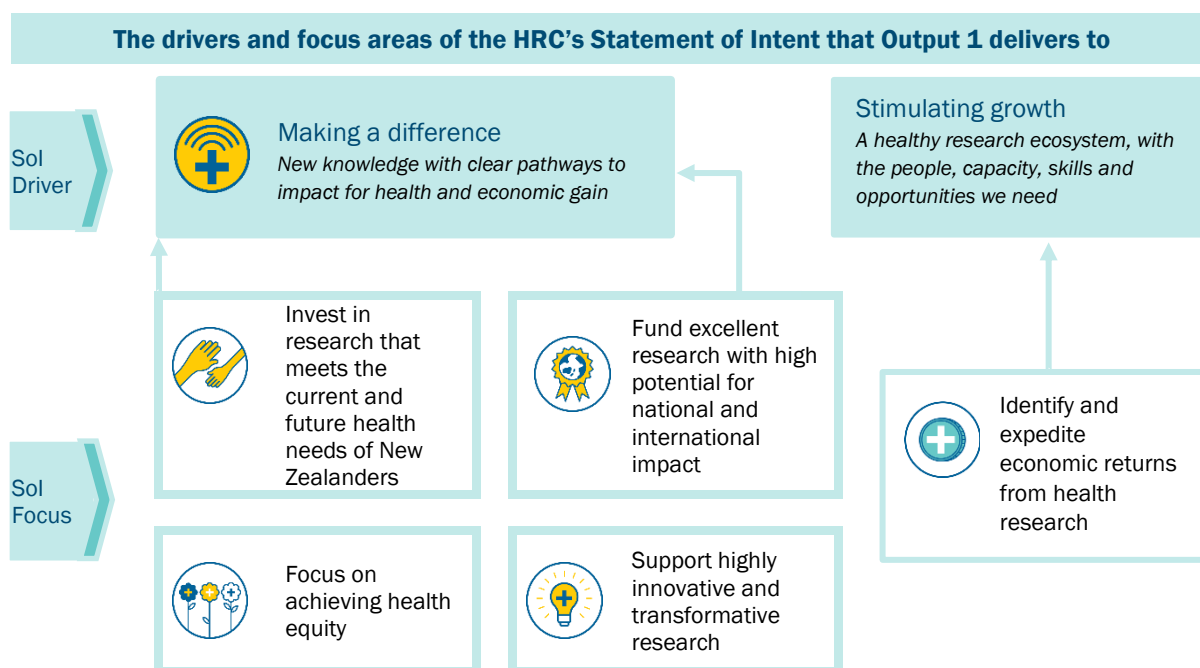 The drivers and focus areas of the HRC's Statement of Intent that Output 1 delivers to
SoI
Driver
Making a difference
New knowledge with clear pathways to
impact for health and economic gain
Stimulating growth
A healthy research ecosystem, with
the people, capacity, skills and
opportunities we need
SoI
Focus
Invest in
research that
meets the
current and
future health
needs of New
Zealanders
Fund excellent
research with high
potential for
national and
international
impact
Identify and
expedite
economic returns
from health
research
Focus on
achieving health
equity
Support highly
innovative and
transformative
research